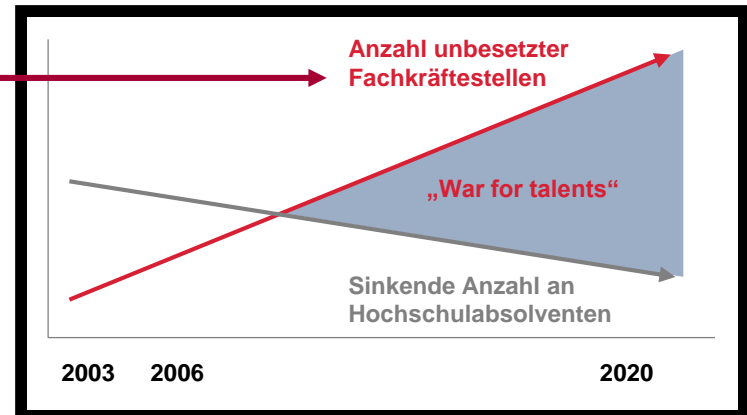 Anzahl unbesetzter
Fachkräftestellen
„War for talents“
Sinkende Anzahl an
Hochschulabsolventen
2003 2006 2020